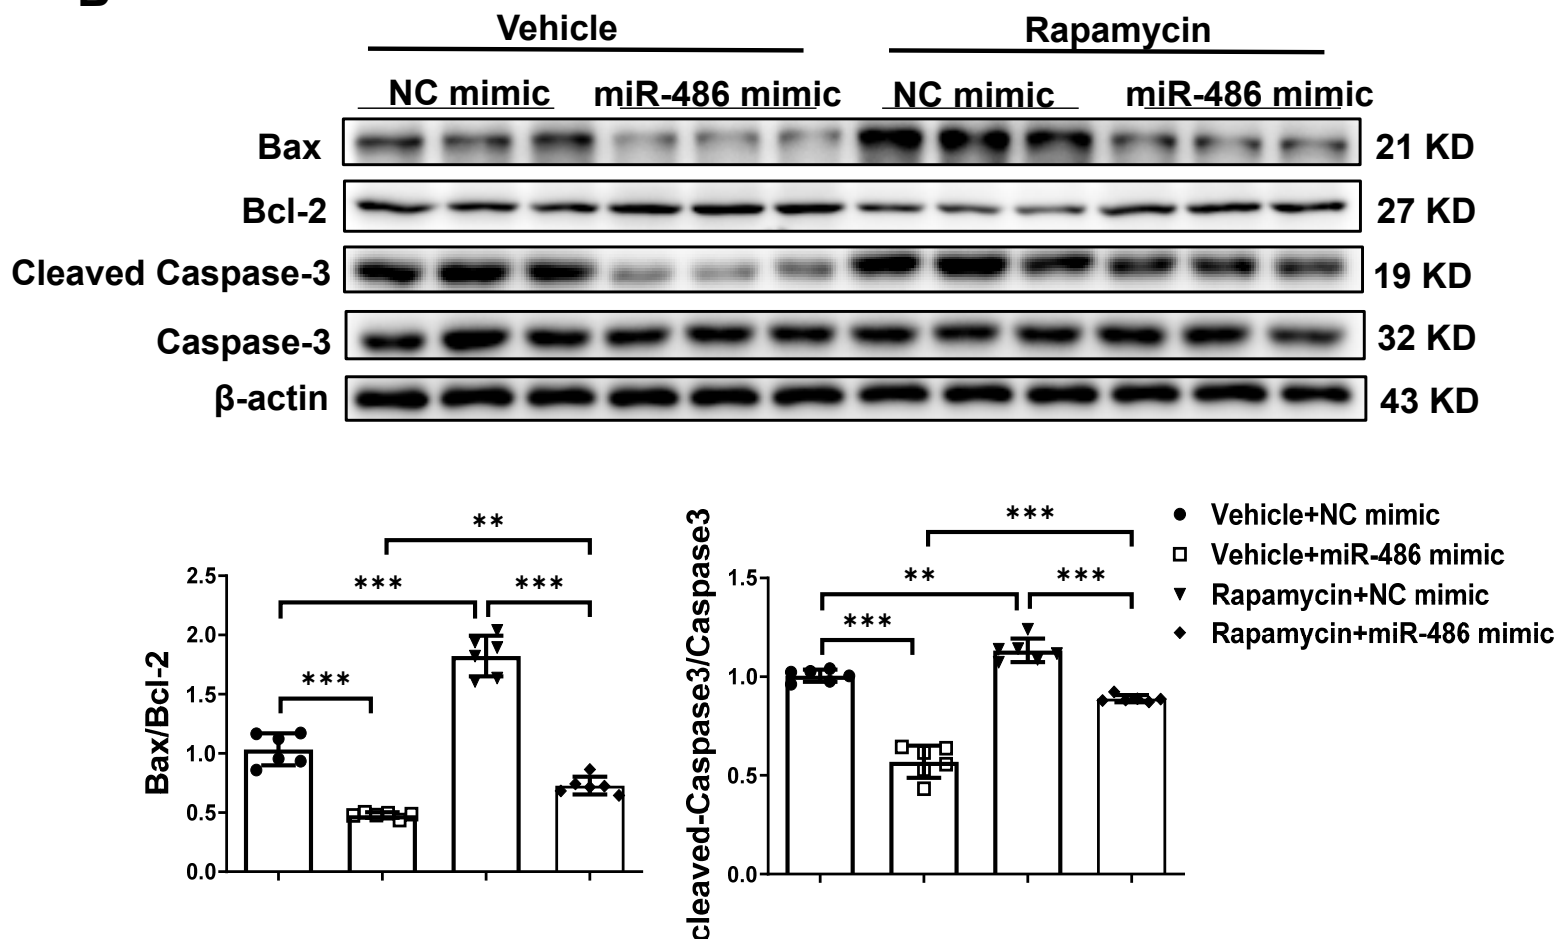 B
Vehicle Rapamycin
NC mimic miR-486 mimic NC mimic miR-486 mimic
Bax 21 KD
Bcl-2 27 KD
Cleaved Caspase-3 19 KD
Caspase-3 32 KD
β-actin 43 KD
Bax/Bcl-2
2.5
2.0
1.5
1.0
0.5
0.0
***
***
***
**
cleaved-Caspase3/Caspase3
1.5
1.0
0.5
0.0
***
**
***
***
Vehicle+NC mimic
Vehicle+miR-486 mimic
Rapamycin+NC mimic
Rapamycin+miR-486 mimic